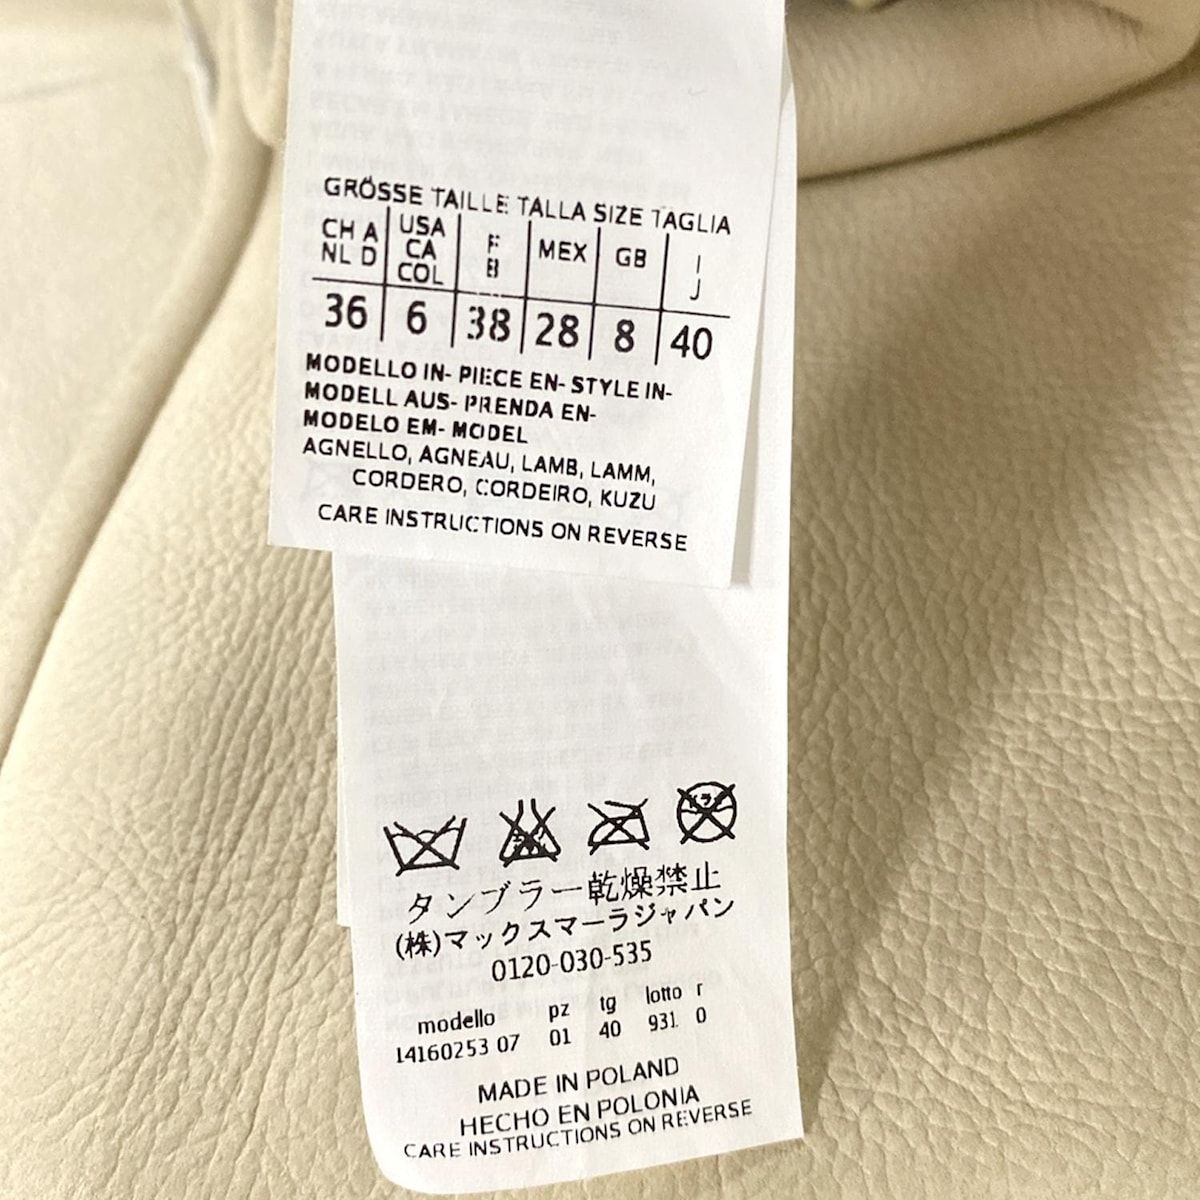 GRÖSSE TAILLE TALLA SIZE TAGLIA
CH A USA F MEX GB I
NL D CA B J
COL
36 6 38 28 8 40
MODELLO IN- PIECE EN- STYLE IN-
MODELL AUS- PRENDA EN-
MODELO EM- MODEL
AGNELLO, AGNEAU, LAMB, LAMM,
CORDERO, CORDEIRO, KUZU
CARE INSTRUCTIONS ON REVERSE
タンブラー乾燥禁止
(株)マックスマーラジャパン
0120-030-535
modello pz tg lotto r
14160253 07 01 40 931 0
MADE IN POLAND
HECHO EN POLONIA
CARE INSTRUCTIONS ON REVERSE